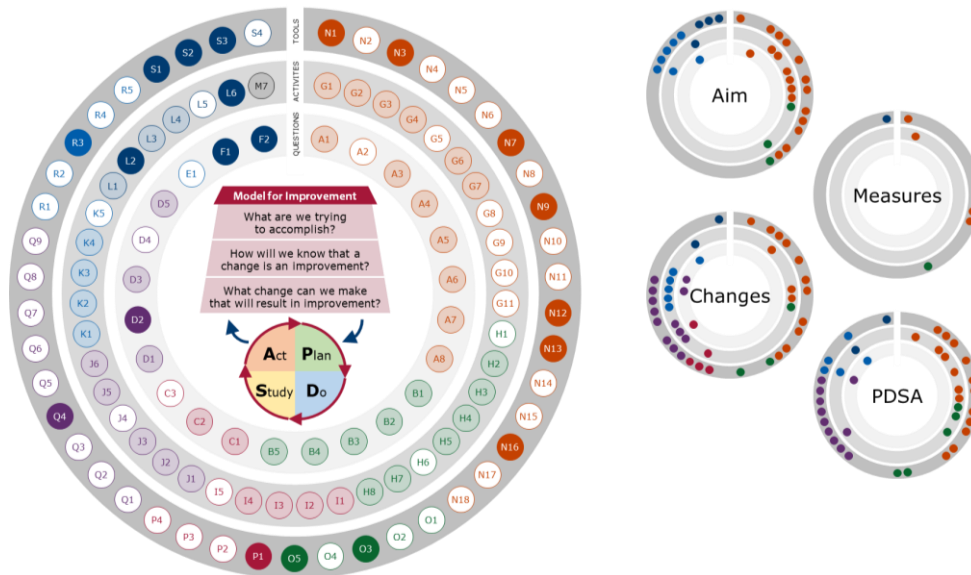 TOOLS
ACTIVITES
QUESTIONS
N1
N2
N3
N4
N5
N6
N7
N8
N9
N10
N11
N12
N13
N14
N15
N16
N17
N18
O1
O2
O3
O4
O5
P1
P2
P3
P4
Q1
Q2
Q3
Q4
Q5
Q6
Q7
Q8
Q9
R1
R2
R3
R4
R5
S1
S2
S3
S4
G1
G2
G3
G4
G5
G6
G7
G8
G9
G10
G11
H1
H2
H3
H4
H5
H6
H7
H8
I1
I2
I3
I4
I5
J1
J2
J3
J4
J5
J6
K1
K2
K3
K4
K5
L1
L2
L3
L4
L5
L6
M7
A1
A2
A3
A4
A5
A6
A7
A8
B1
B2
B3
B4
B5
C1
C2
C3
D1
D2
D3
D4
D5
E1
F1
F2
Model for Improvement
What are we trying
to accomplish?
How will we know that a
change is an improvement?
What change can we make
that will result in improvement?
Act Plan
Study Do
Aim
Measures
Changes
PDSA